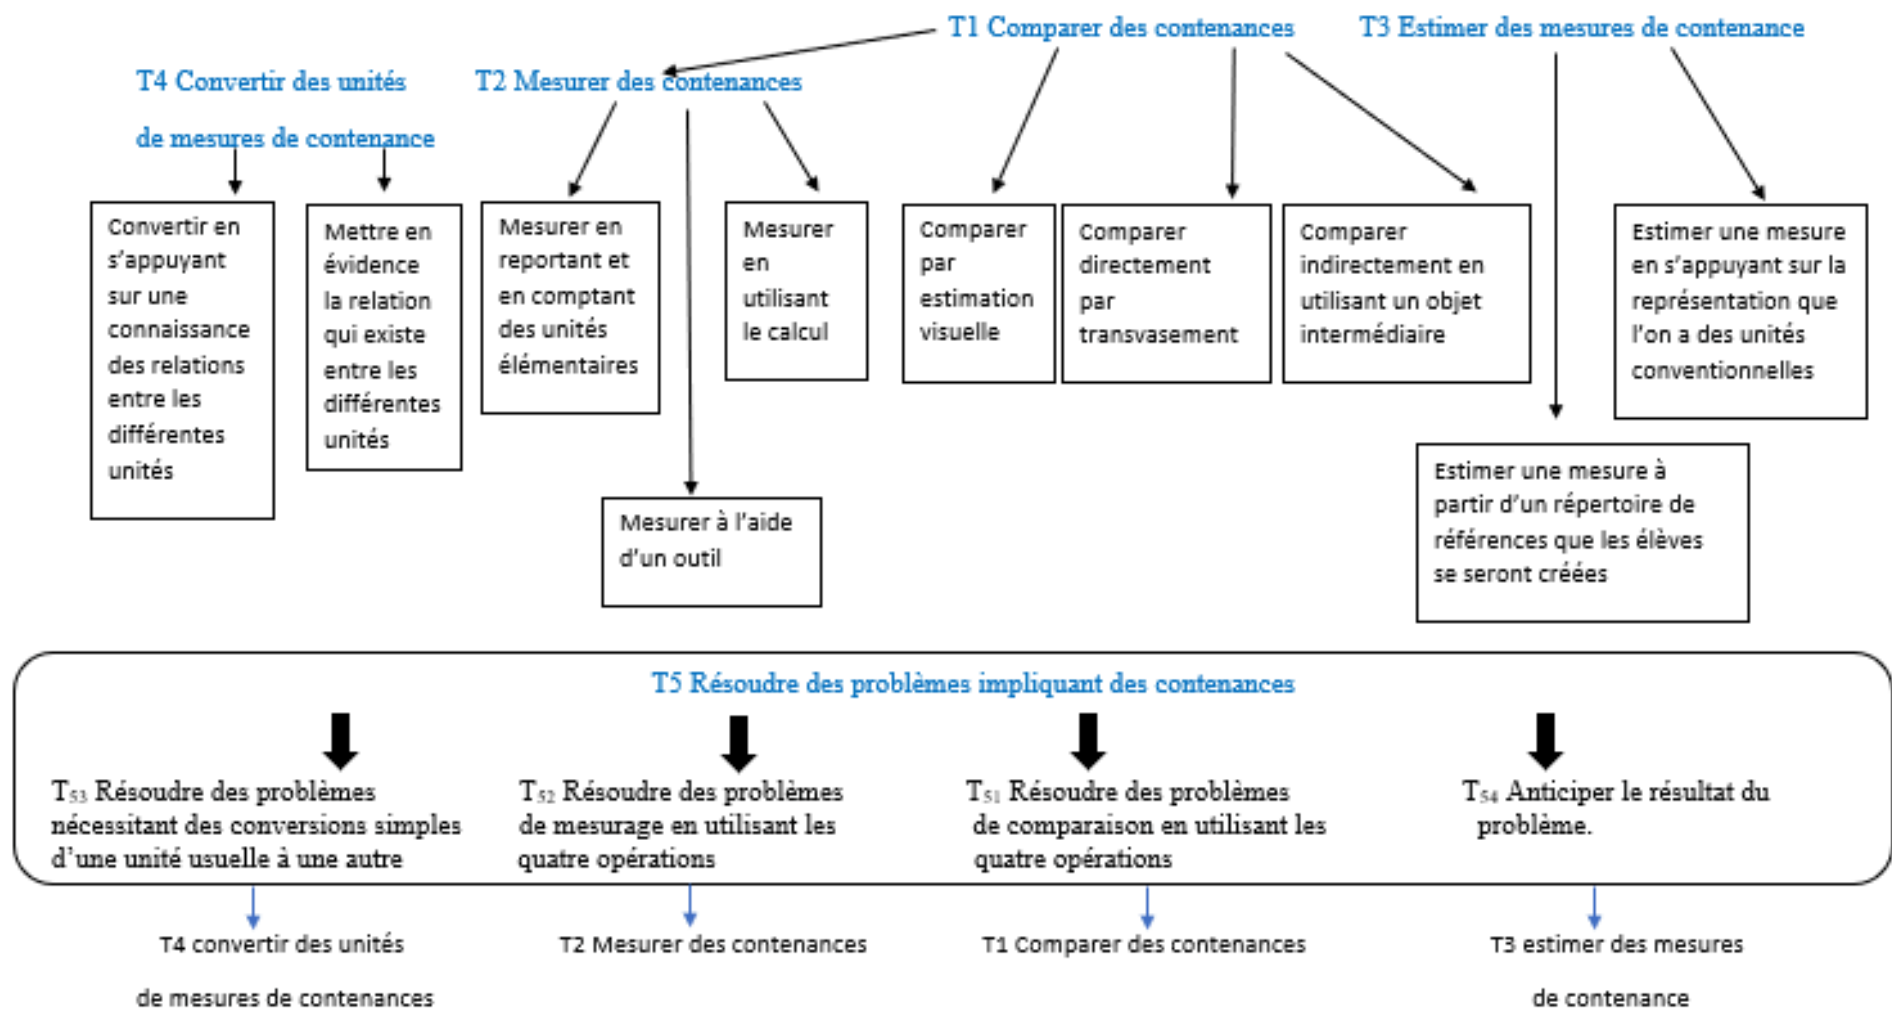 T1 Comparer des contenances
T3 Estimer des mesures de contenance
T4 Convertir des unités
de mesures de contenance
T2 Mesurer des contenances
Convertir en
s'appuyant
sur une
connaissance
des relations
entre les
différentes
unités
Mettre en
évidence
la relation
qui existe
entre les
différentes
unités
Mesurer en
reportant et
en comptant
des unités
élémentaires
Mesurer
en
utilisant
le calcul
Comparer
par
estimation
visuelle
Comparer
directement
par
transvasement
Comparer
indirectement en
utilisant un objet
intermédiaire
Estimer une mesure
en s'appuyant sur la
représentation que
l'on a des unités
conventionnelles
Mesurer à l'aide
d'un outil
Estimer une mesure à
partir d'un répertoire de
références que les élèves
se seront créées
T5 Résoudre des problèmes impliquant des contenances
T53 Résoudre des problèmes
nécessitant des conversions simples
d'une unité usuelle à une autre
T52 Résoudre des problèmes
de mesurage en utilisant les
quatre opérations
T51 Résoudre des problèmes
de comparaison en utilisant les
quatre opérations
T54 Anticiper le résultat du
problème.
T4 convertir des unités
de mesures de contenances
T2 Mesurer des contenances
T1 Comparer des contenances
T3 estimer des mesures
de contenance